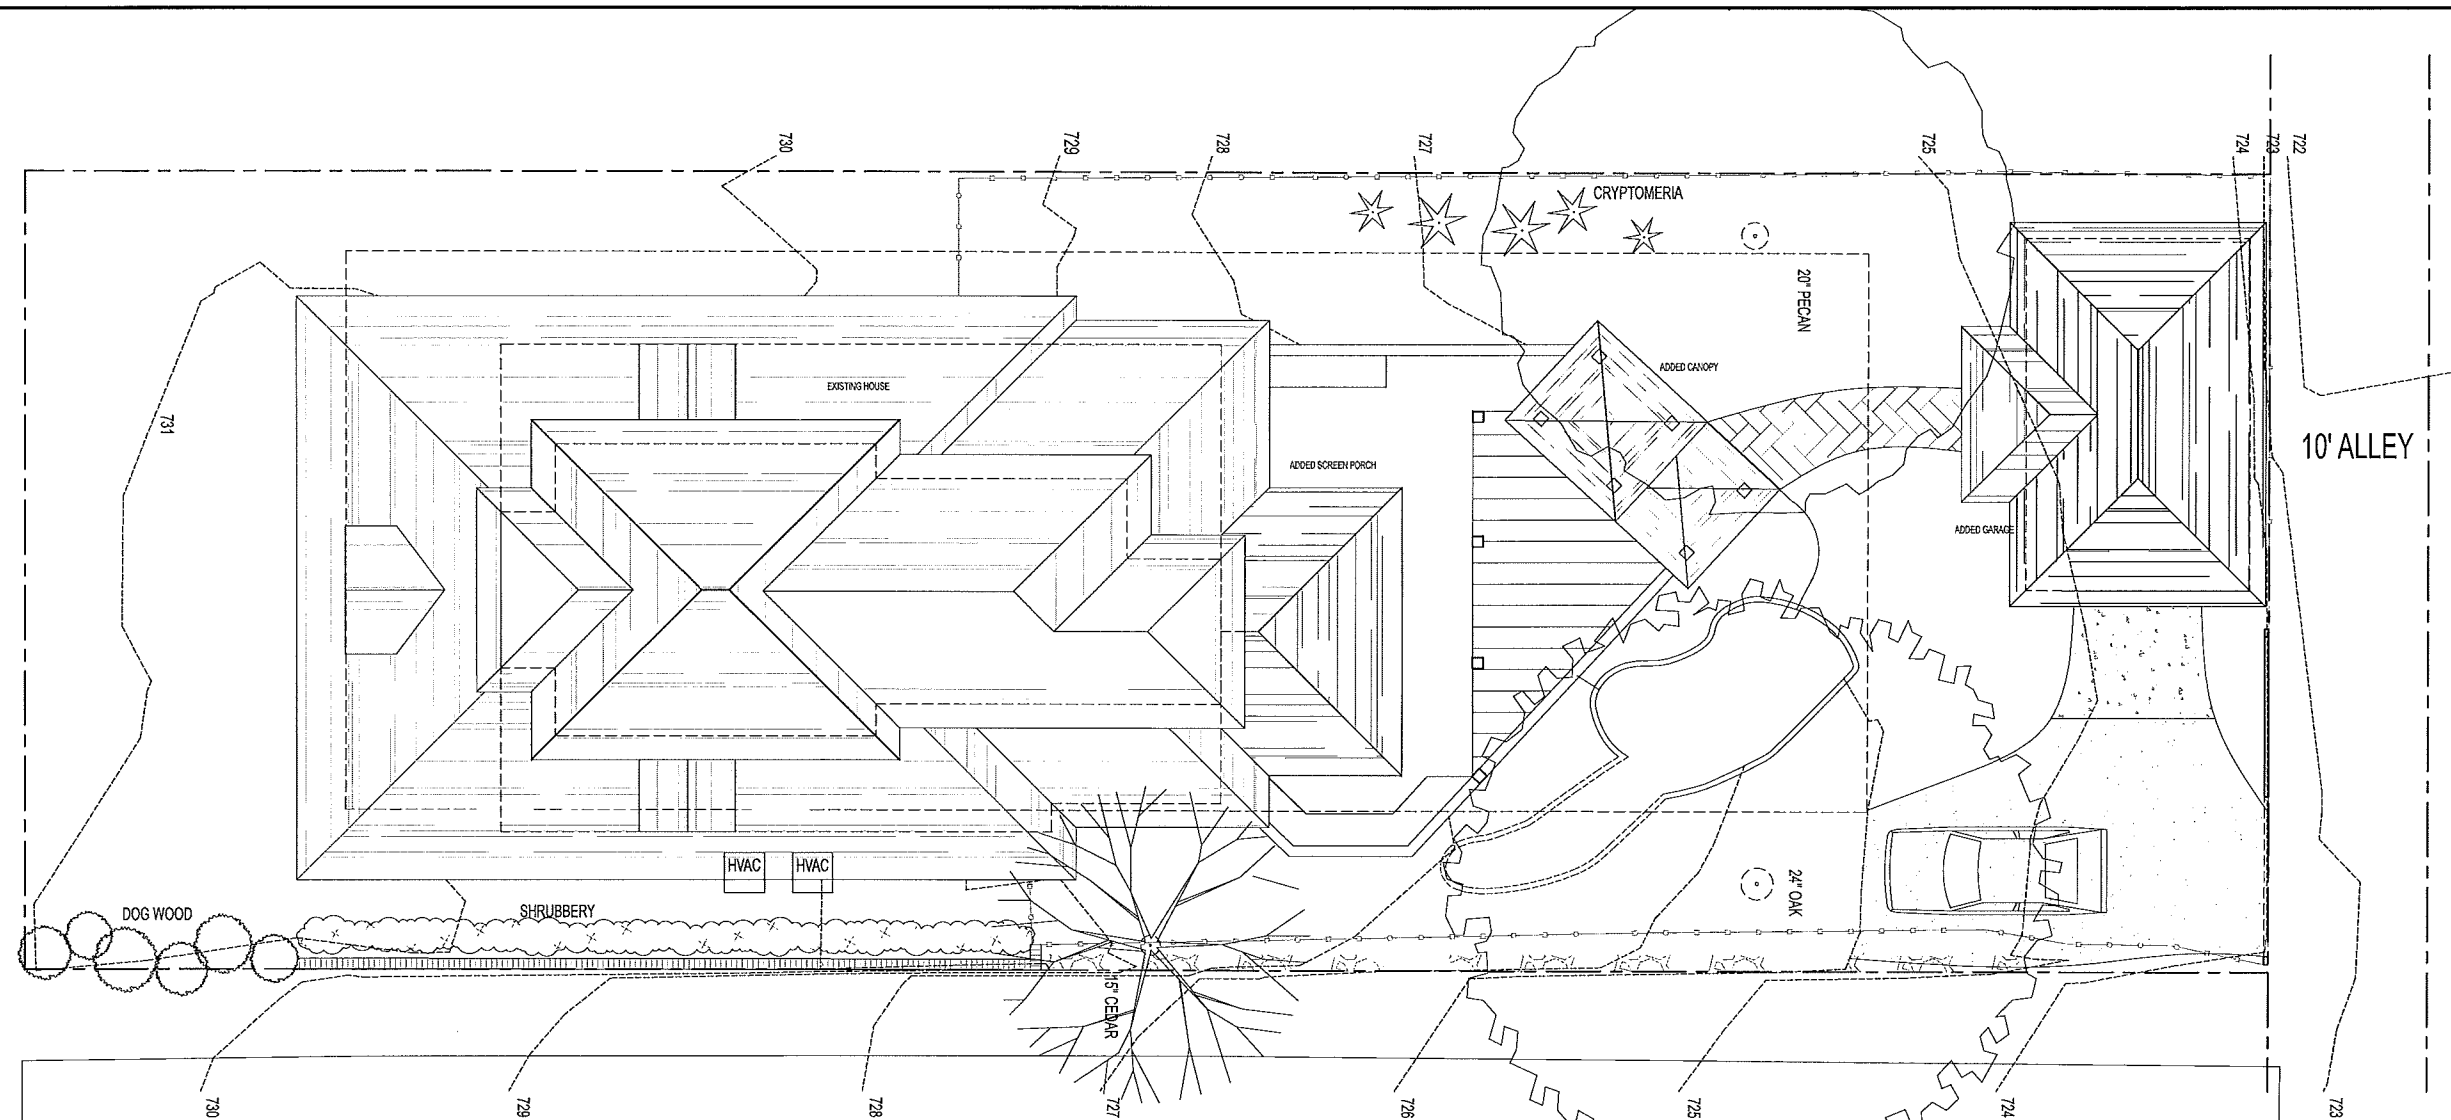 730
729
728
727
725
724
723
722
CRYPTOMERIA
20" PECAN
EXISTING HOUSE
ADDED CANOPY
731
10' ALLEY
ADDED SCREEN PORCH
ADDED GARAGE
HVAC
HVAC
24" OAK
DOG WOOD
SHRUBBERY
15" CEDAR
730
729
728
727
726
725
724
723